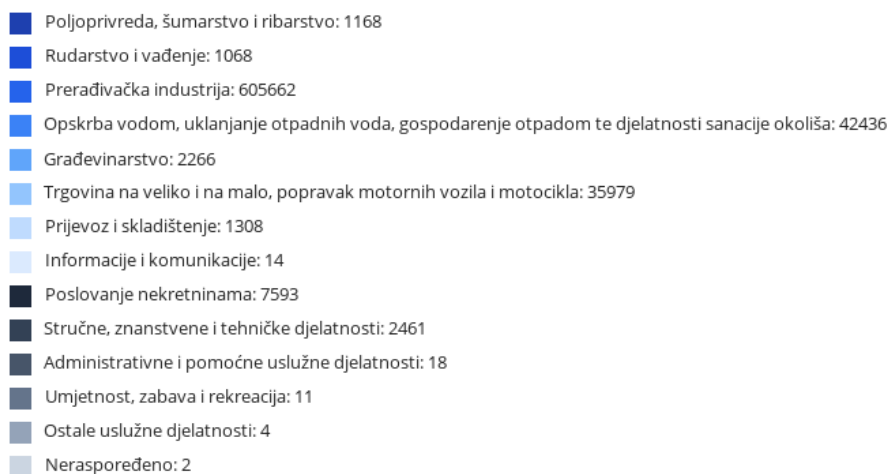 Poljoprivreda, šumarstvo i ribarstvo: 1168
Rudarstvo i vađenje: 1068
Prerađivačka industrija: 605662
Opskrba vodom, uklanjanje otpadnih voda, gospodarenje otpadom te djelatnosti sanacije okoliša: 42436
Građevinarstvo: 2266
Trgovina na veliko i na malo, popravak motornih vozila i motocikla: 35979
Prijevoz i skladištenje: 1308
Informacije i komunikacije: 14
Poslovanje nekretninama: 7593
Stručne, znanstvene i tehničke djelatnosti: 2461
Administrativne i pomoćne uslužne djelatnosti: 18
Umjetnost, zabava i rekreacija: 11
Ostale uslužne djelatnosti: 4
Neraspoređeno: 2